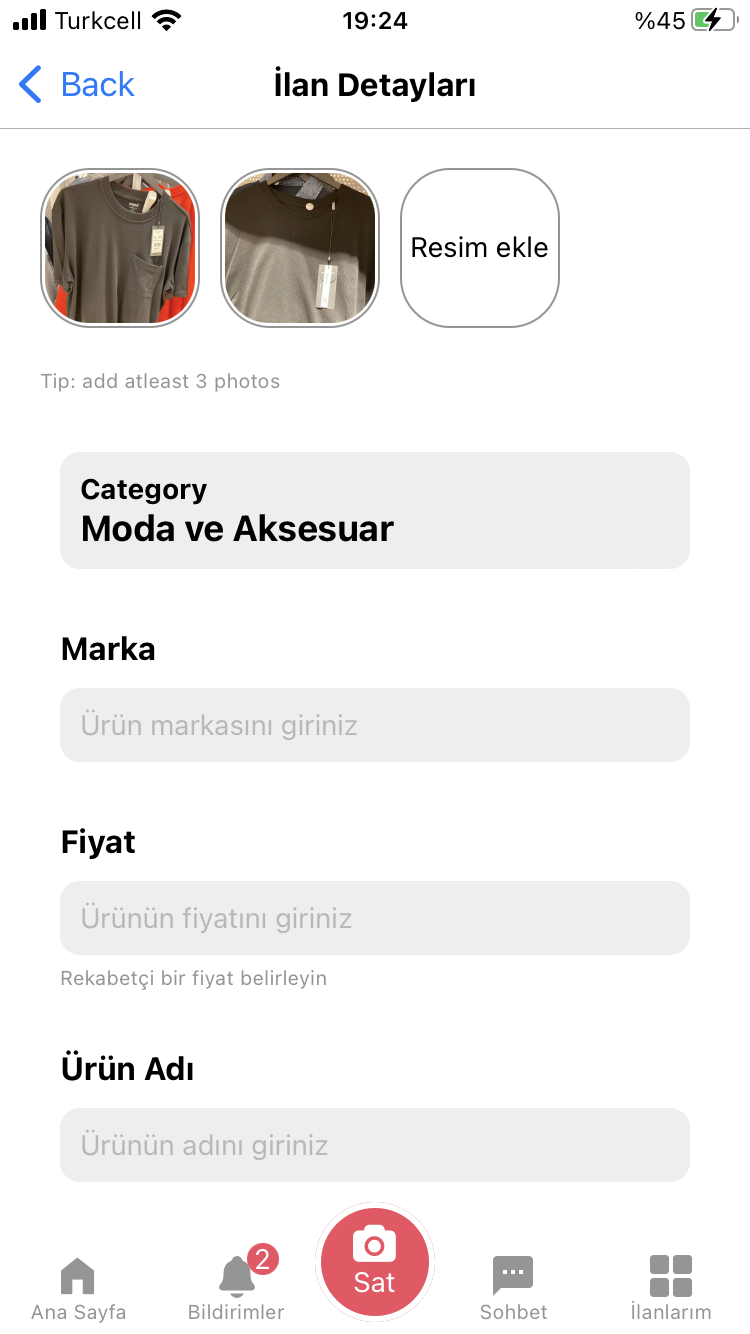 Turkcell
19:24
%45
Back
İlan Detayları
Resim ekle
Tip: add atleast 3 photos
Category
Moda ve Aksesuar
Marka
Ürün markasını giriniz
Fiyat
Ürünün fiyatını giriniz
Rekabetçi bir fiyat belirleyin
Ürün Adı
Ürünün adını giriniz
2
Ana Sayfa
Bildirimler
Sat
Sohbet
İlanlarım